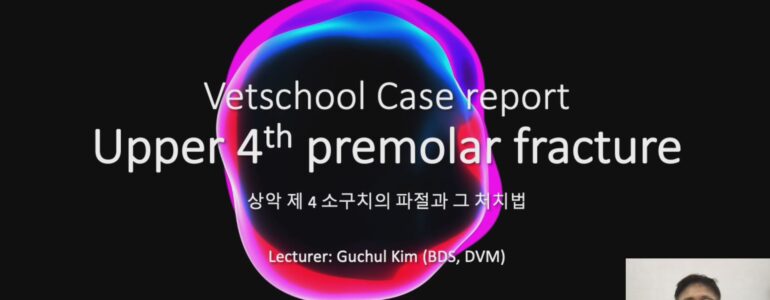 Vetschool Case report
Upper 4th premolar fracture
상악 제 4 소구치의 파절과 그 처치법
Lecturer: Guchul Kim (BDS, DVM)